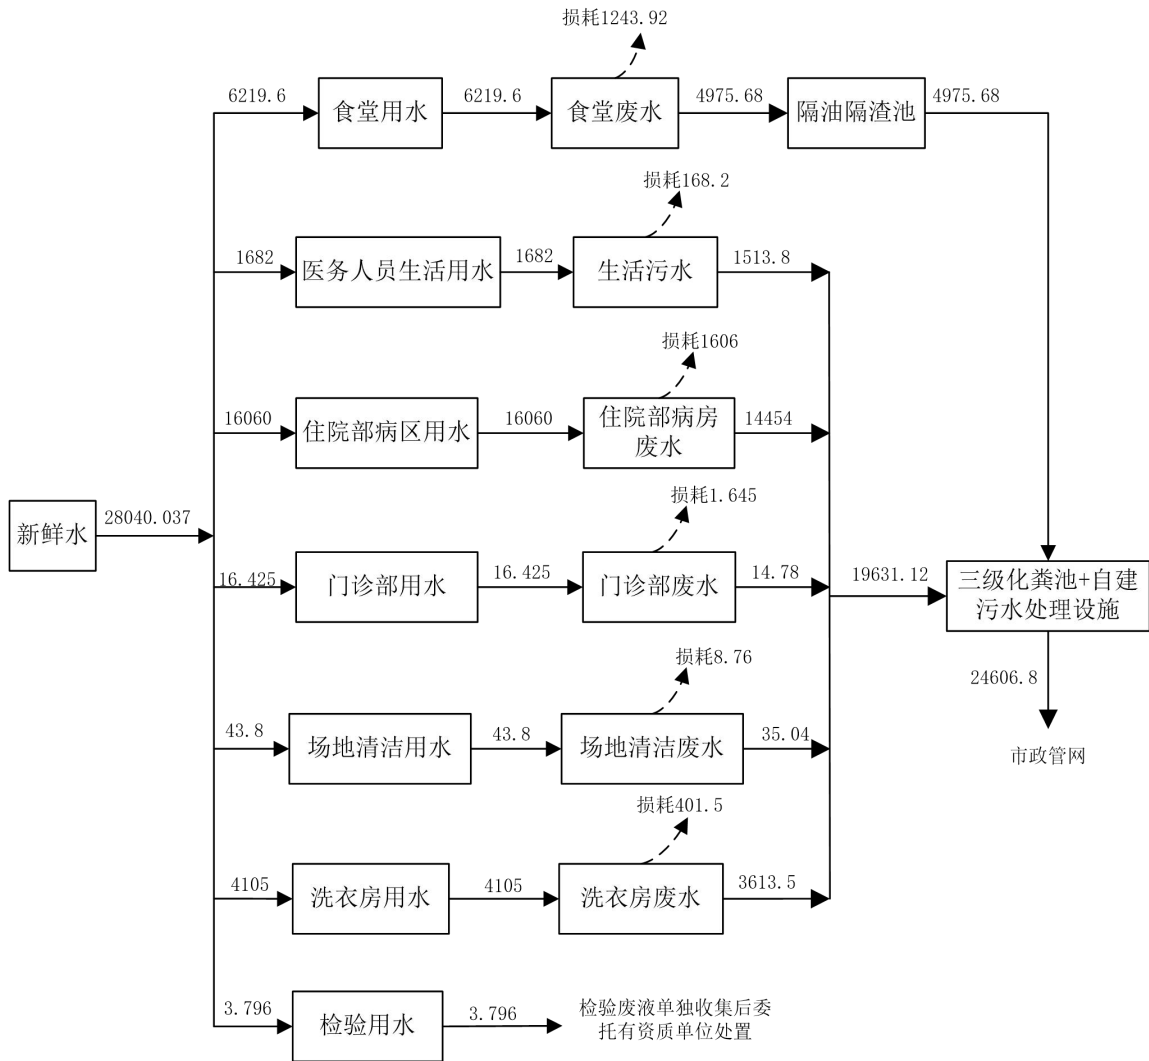 损耗1243.92
6219.6
食堂用水
6219.6
食堂废水
4975.68
隔油隔渣池
4975.68
损耗168.2
1682
医务人员生活用水
1682
生活污水
1513.8
损耗1606
16060
住院部病区用水
16060
住院部病房
废水
14454
新鲜水
28040.037
损耗1.645
16.425
门诊部用水
16.425
门诊部废水
14.78
19631.12
三级化粪池+自建
污水处理设施
24606.8
市政管网
损耗8.76
43.8
场地清洁用水
43.8
场地清洁废水
35.04
损耗401.5
4105
洗衣房用水
4105
洗衣房废水
3613.5
3.796
检验用水
3.796
检验废液单独收集后委
托有资质单位处置